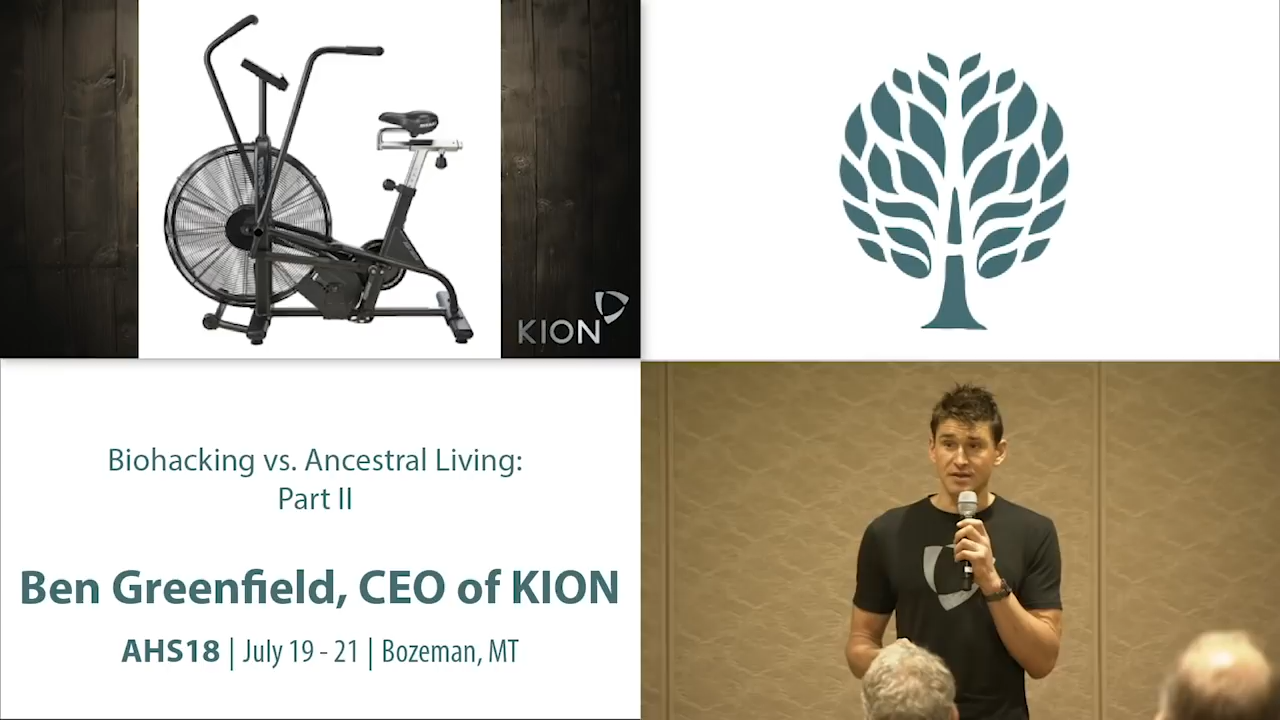 KION
Biohacking vs. Ancestral Living:
Part II
Ben Greenfield, CEO of KION
AHS18 | July 19 - 21 | Bozeman, MT